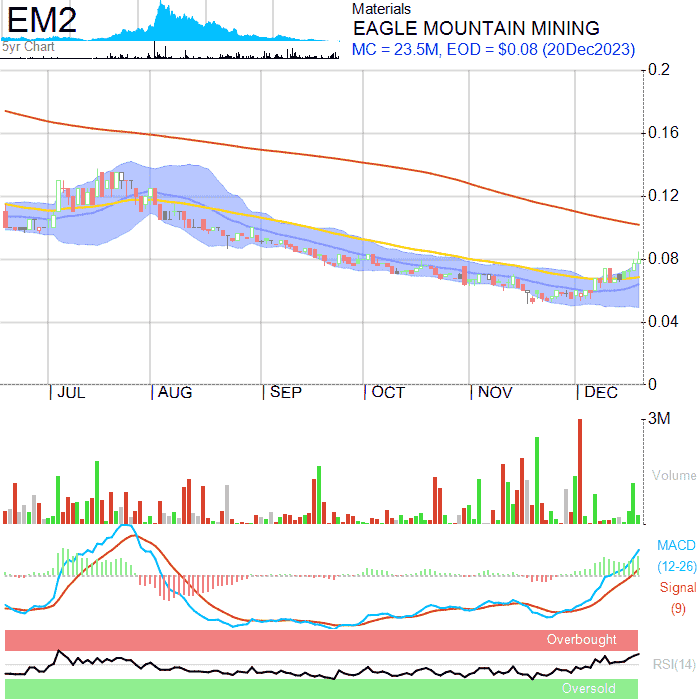 EM2
5yr Chart
Materials
EAGLE MOUNTAIN MINING
MC = 23.5M, EOD = $0.08 (20Dec2023)
0.2
0.16
0.12
0.08
0.04
0
JUL AUG SEP OCT NOV DEC
3M
Volume
MACD
(12-26)
Signal
(9)
Overbought
RSI(14)
Oversold